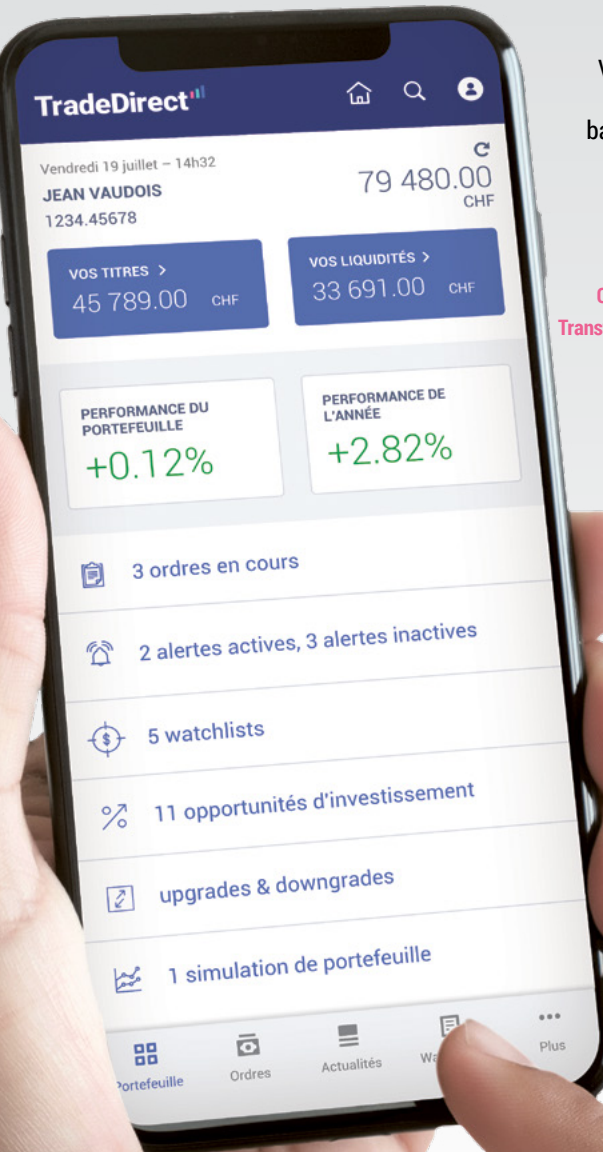 TradeDirect
Vendredi 19 juillet – 14h32
JEAN VAUDOIS
1234.45678
79 480.00
CHF
VOS TITRES >
45 789.00 CHF
VOS LIQUIDITÉS >
33 691.00 CHF
PERFORMANCE DU
PORTEFEUILLE
+0.12%
PERFORMANCE DE
L'ANNÉE
+2.82%
3 ordres en cours
2 alertes actives, 3 alertes inactives
5 watchlists
11 opportunités d'investissement
upgrades & downgrades
1 simulation de portefeuille
Portefeuille
Ordres
Actualités
Plus